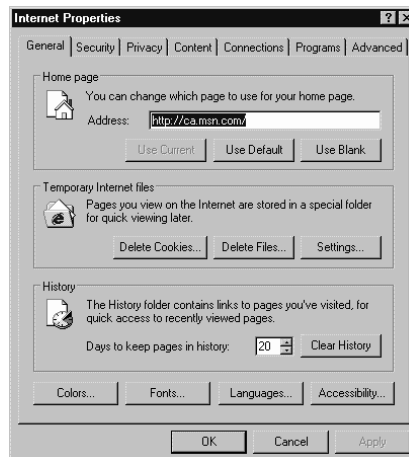 Internet Properties
General Security Privacy Content Connections Programs Advanced
Home page
You can change which page to use for your home page.
Address: http://ca.msn.com/
Use Current Use Default Use Blank
Temporary Internet files
Pages you view on the Internet are stored in a special folder
for quick viewing later.
Delete Cookies... Delete Files... Settings...
History
The History folder contains links to pages you've visited, for
quick access to recently viewed pages.
Days to keep pages in history: 20 Clear History
Colors... Fonts... Languages... Accessibility...
OK Cancel Apply